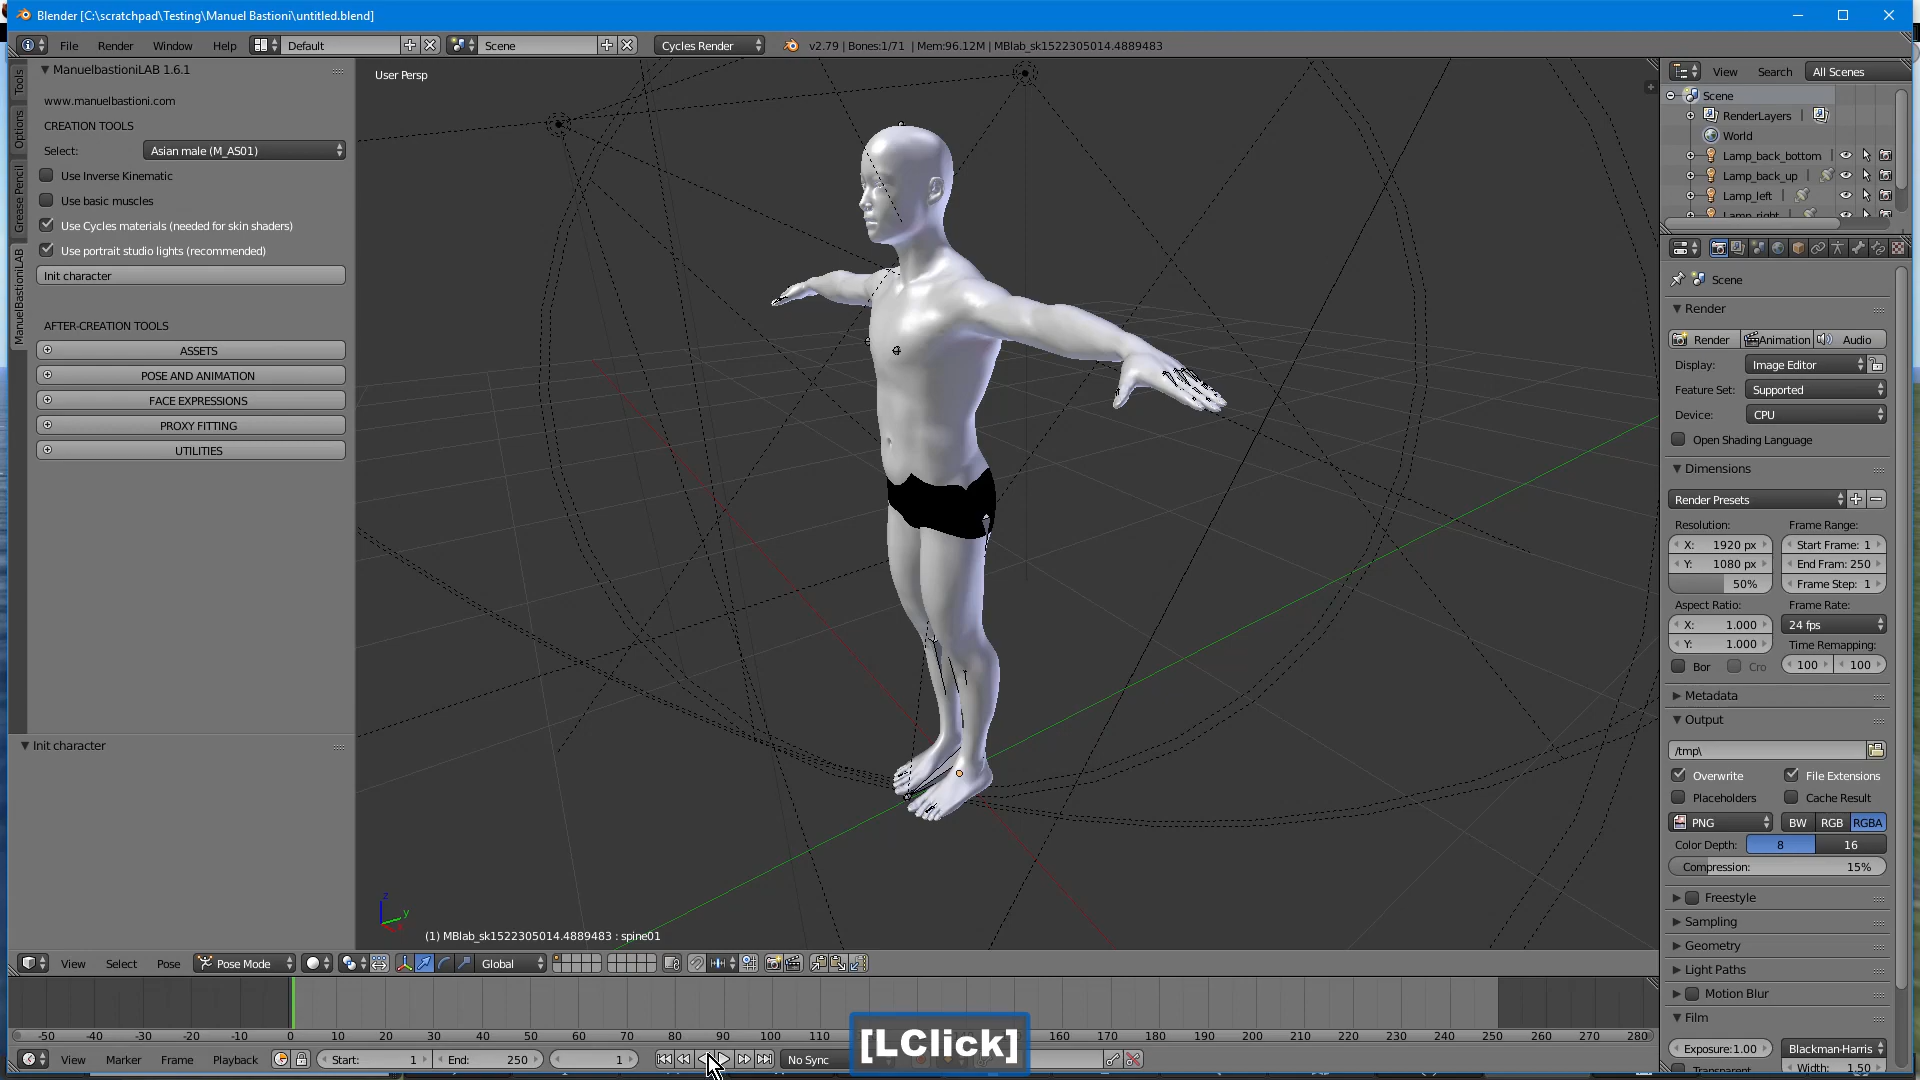 Blender [C:\scratchpad\Testing\Manuel Bastioni\untitled.blend]
File Render Window Help Default Scene Cycles Render v2.79 | Bones:1/71 | Mem:96.12M | MBlab_sk1522305014.4889483
Tools
Options
Grease Pencil
ManuelBastioniLAB
ManuelbastioniLAB 1.6.1
www.manuelbastioni.com
CREATION TOOLS
Select: Asian male (M_AS01)
Use Inverse Kinematic
Use basic muscles
Use Cycles materials (needed for skin shaders)
Use portrait studio lights (recommended)
Init character
AFTER-CREATION TOOLS
ASSETS
POSE AND ANIMATION
FACE EXPRESSIONS
PROXY FITTING
UTILITIES
Init character
User Persp
z
y
(1) MBlab_sk1522305014.4889483 : spine01
View Select Pose Pose Mode Global
-50 -40 -30 -20 -10 0 10 20 30 40 50 60 70 80 90 100 110 160 170 180 190 200 210 220 230 240 250 260 270 280
View Marker Frame Playback Start: 1 End: 250 1 No Sync
[LClick]
View Search All Scenes
Scene
RenderLayers |
World
Lamp_back_bottom |
Lamp_back_up |
Lamp_left |
Lamp_right
Scene
Render
Render Animation Audio
Display: Image Editor
Feature Set: Supported
Device: CPU
Open Shading Language
Dimensions
Render Presets
Resolution: Frame Range:
X: 1920 px Start Frame: 1
Y: 1080 px End Fram: 250
50% Frame Step: 1
Aspect Ratio: Frame Rate:
X: 1.000 24 fps
Y: 1.000 Time Remapping:
Bor Cro 100 100
Metadata
Output
/tmp\
Overwrite File Extensions
Placeholders Cache Result
PNG BW RGB RGBA
Color Depth: 8 16
Compression: 15%
Freestyle
Sampling
Geometry
Light Paths
Motion Blur
Film
Exposure:1.00 Blackman-Harris
Transparent Width: 1.50